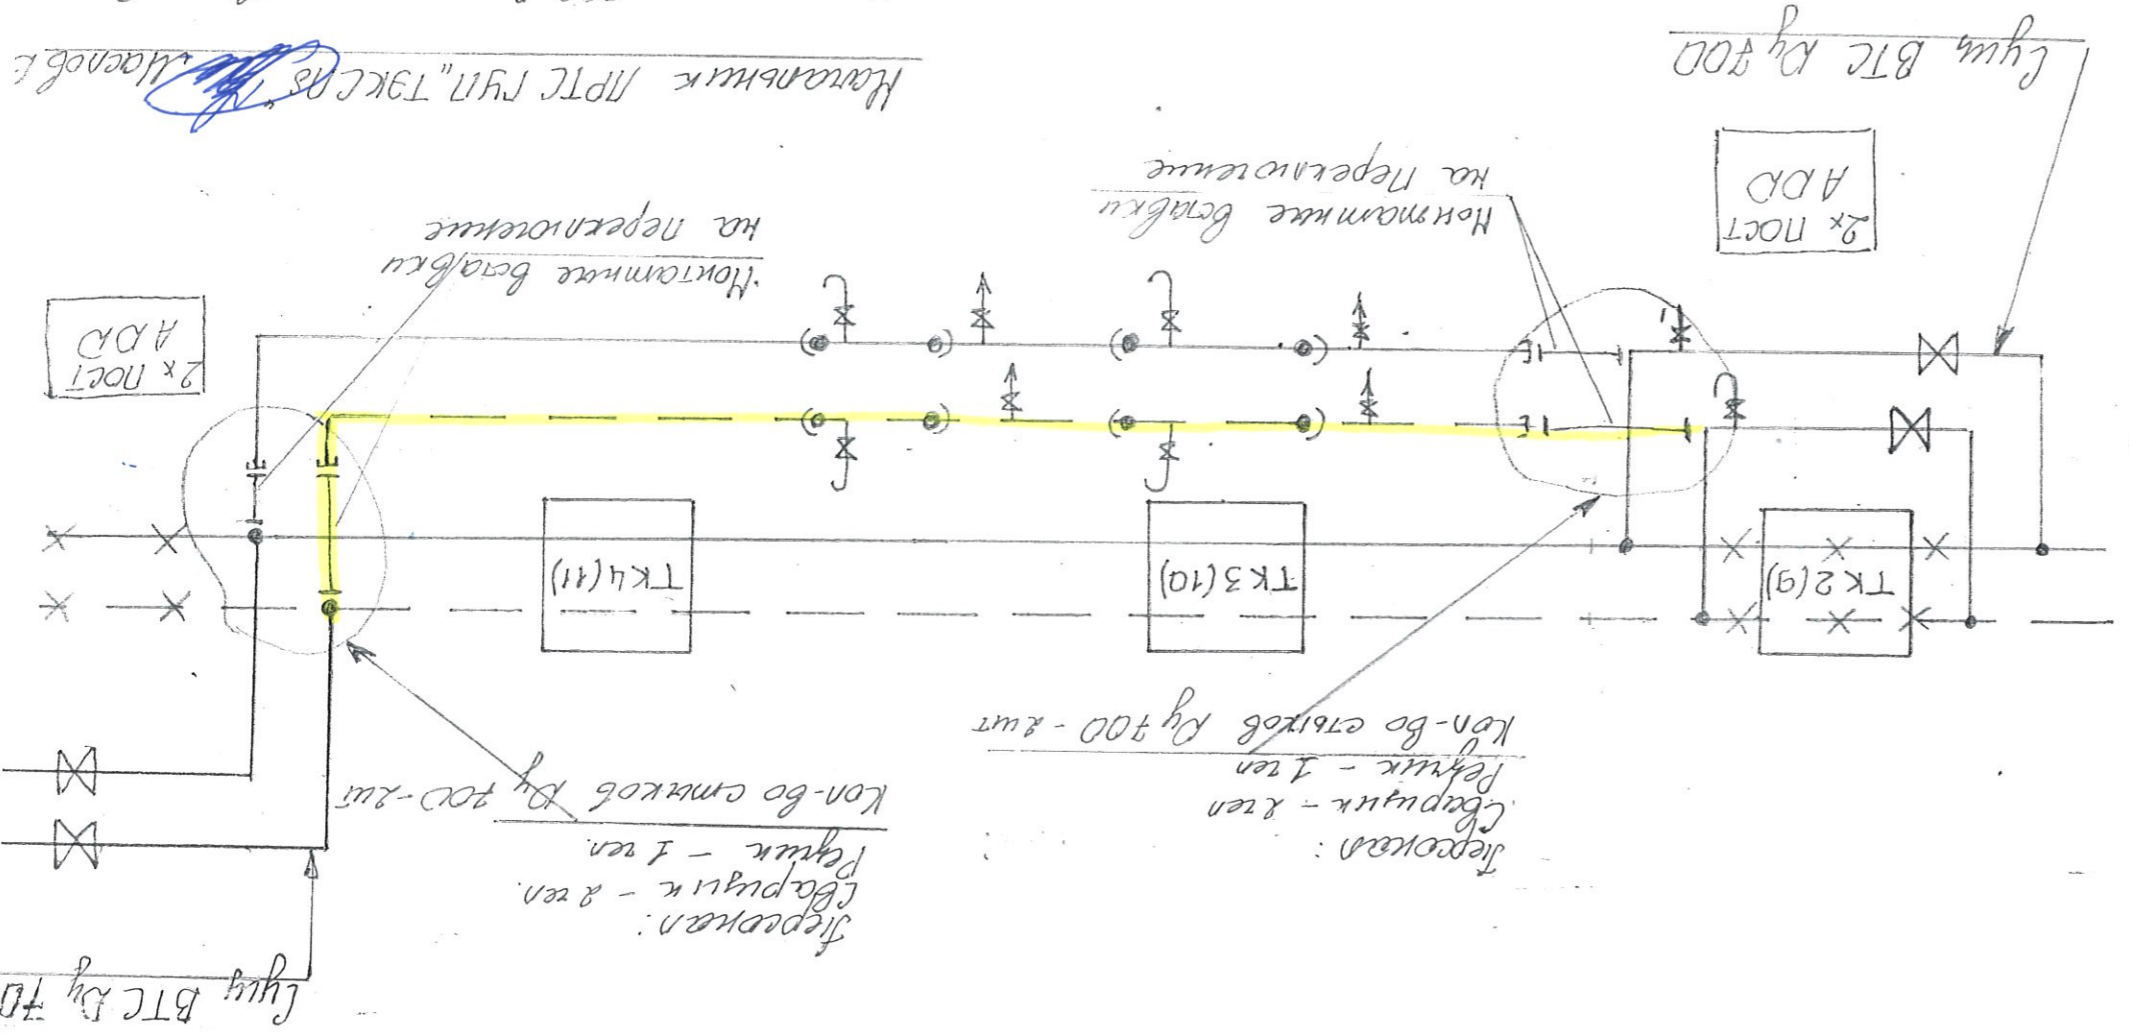 Сущ ВТС Ду 70
Персонал:
Сварщик - 2 чел.
Резчик - 1 чел.
Кол-во стыков Ду 700-2шт
Персонал:
Сварщик - 2 чел
Резчик - 1 чел
Кол-во стыков Ду 700-2шт
ТК2(9)
ТК3(10)
ТК4(11)
2х ПОСТ
АДД
2х ПОСТ
АДД
Монтажные вставки
на переключение
Монтажные вставки
на переключение
Сущ ВТС Ду 700
Начальник ПРТС ГУП "ТЭК СПб" Маслов